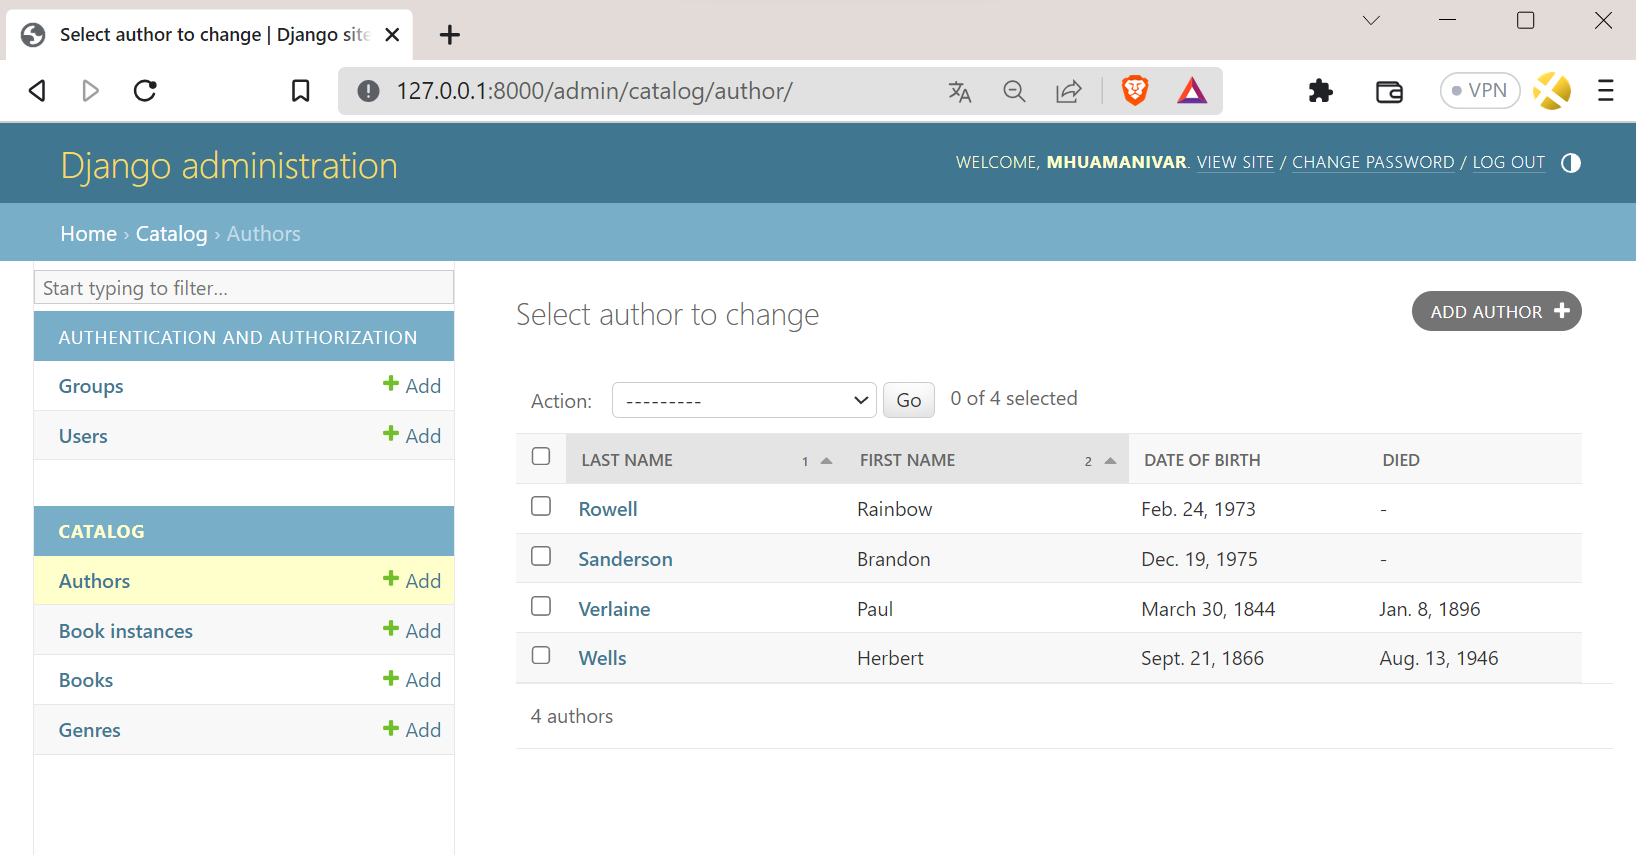 Select author to change | Django site
127.0.0.1:8000/admin/catalog/author/
VPN
Django administration
WELCOME, MHUAMANIVAR. VIEW SITE / CHANGE PASSWORD / LOG OUT
Home › Catalog › Authors
Start typing to filter...
AUTHENTICATION AND AUTHORIZATION
Groups + Add
Users + Add
CATALOG
Authors + Add
Book instances + Add
Books + Add
Genres + Add
Select author to change
ADD AUTHOR +
Action: --------- Go 0 of 4 selected
LAST NAME 1 FIRST NAME 2 DATE OF BIRTH DIED
Rowell Rainbow Feb. 24, 1973 -
Sanderson Brandon Dec. 19, 1975 -
Verlaine Paul March 30, 1844 Jan. 8, 1896
Wells Herbert Sept. 21, 1866 Aug. 13, 1946
4 authors